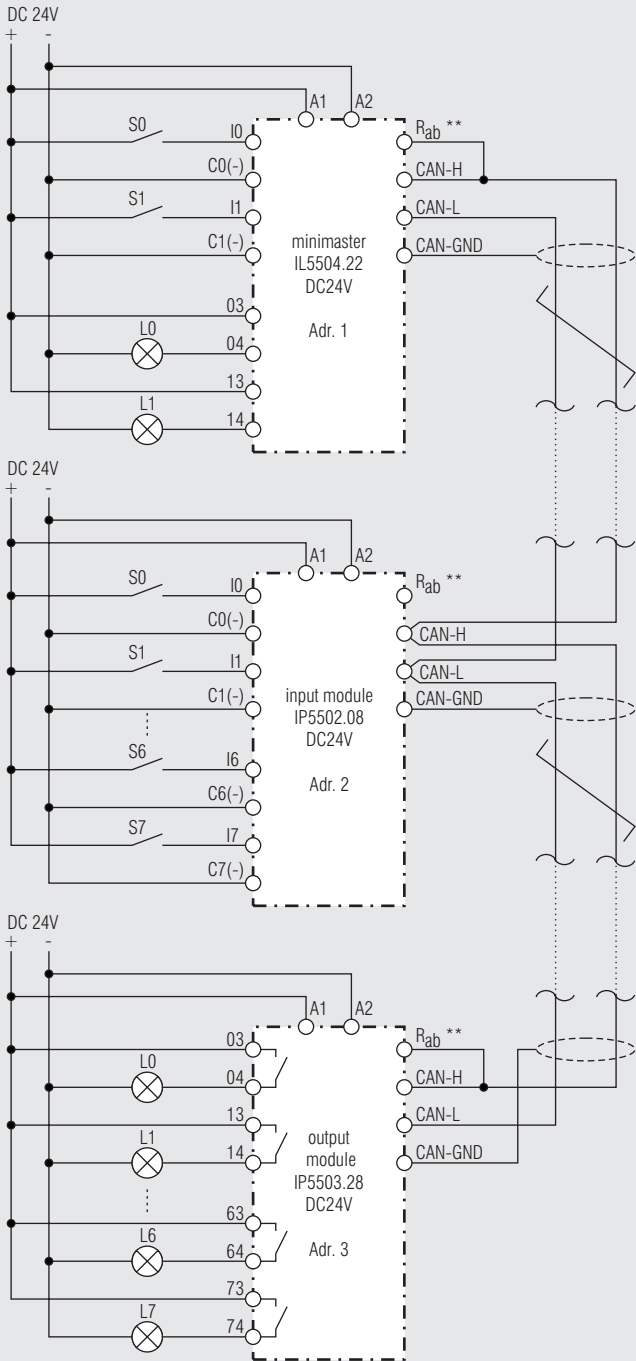 DC 24V
+ -
A1 A2
S0 I0 Rab **
C0(-) CAN-H
S1 I1 CAN-L
C1(-) CAN-GND
minimaster
IL5504.22
DC24V
Adr. 1
03
L0 04
13
L1 14
DC 24V
+ -
A1 A2
S0 I0 Rab **
C0(-) CAN-H
S1 I1 CAN-L
C1(-) CAN-GND
input module
IP5502.08
DC24V
Adr. 2
S6 I6
C6(-)
S7 I7
C7(-)
DC 24V
+ -
A1 A2
03 Rab **
L0 04 CAN-H
13 CAN-L
L1 14 CAN-GND
output
module
IP5503.28
DC24V
Adr. 3
63
L6 64
73
L7 74